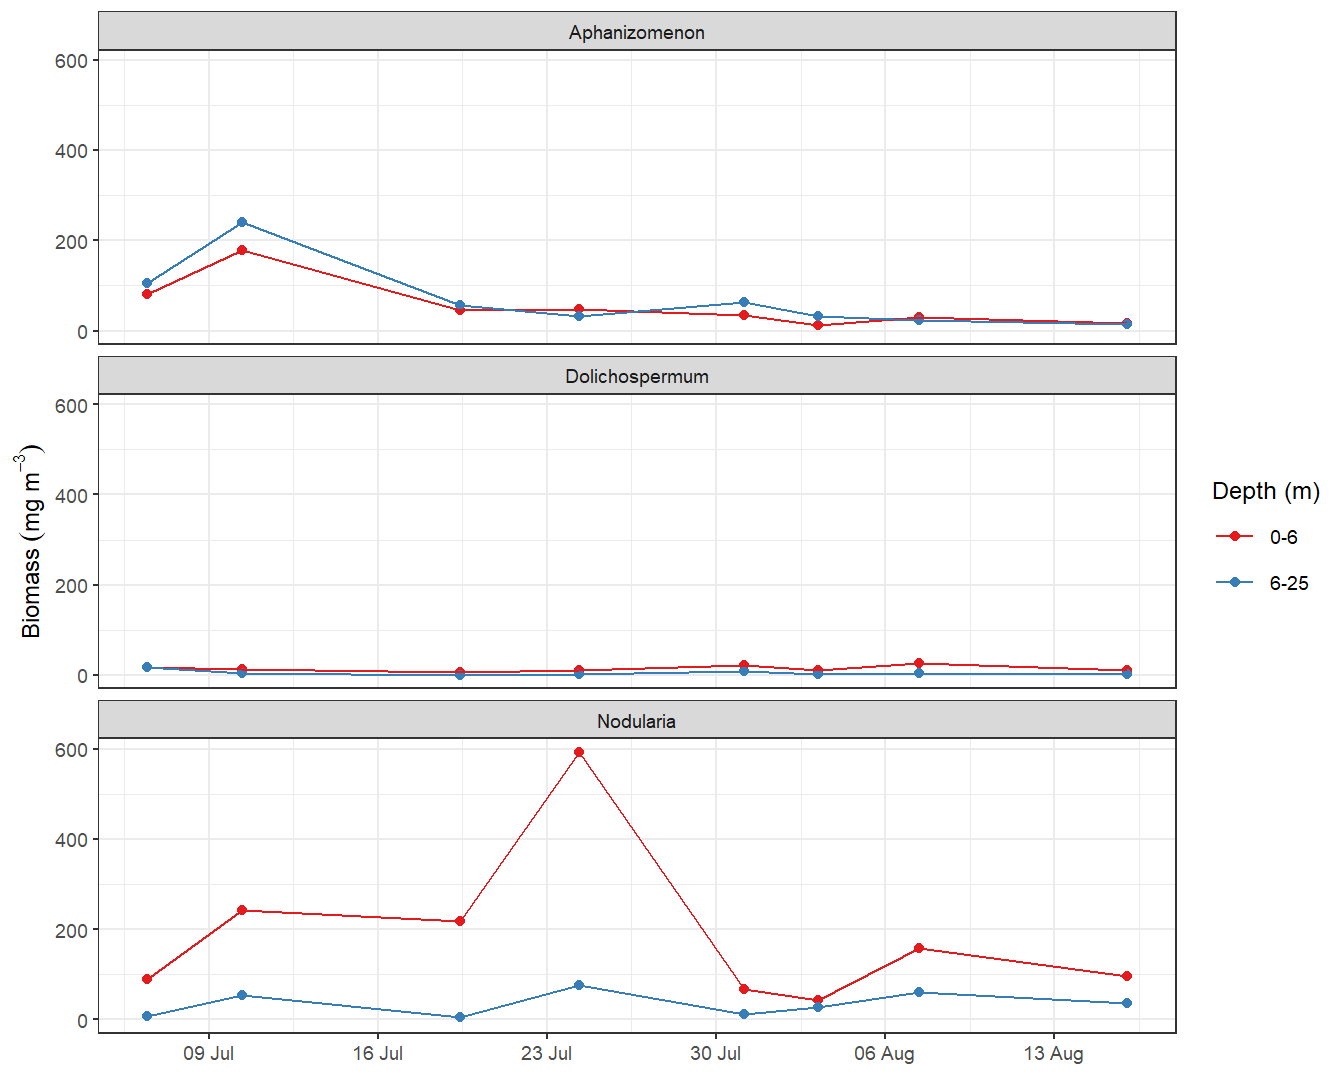 Aphanizomenon
600
400
200
0
Dolichospermum
600
400
200
0
Nodularia
600
400
200
0
09 Jul
16 Jul
23 Jul
30 Jul
06 Aug
13 Aug
Biomass (mg m⁻³)
Depth (m)
0-6
6-25